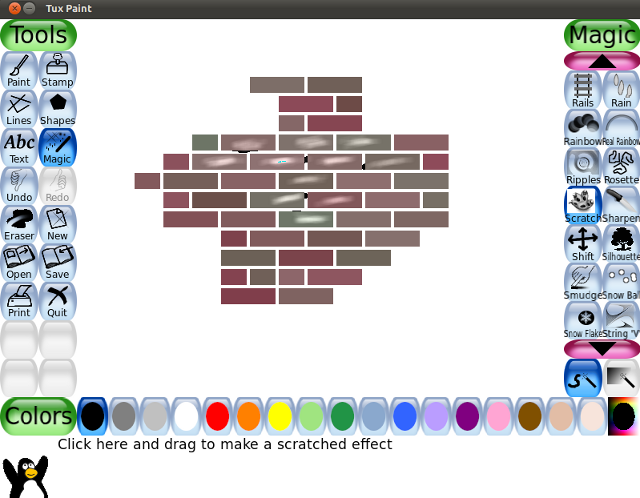 Tux Paint
Tools
Magic
Paint
Stamp
Rails
Rain
Lines
Shapes
Rainbow
Real Rainbow
Abc
Text
Magic
Ripples
Rosette
Undo
Redo
Scratch
Sharpen
Eraser
New
Shift
Silhouette
Open
Save
Smudge
Snow Ball
Print
Quit
Snow Flake
String "V"
Colors
Click here and drag to make a scratched effect